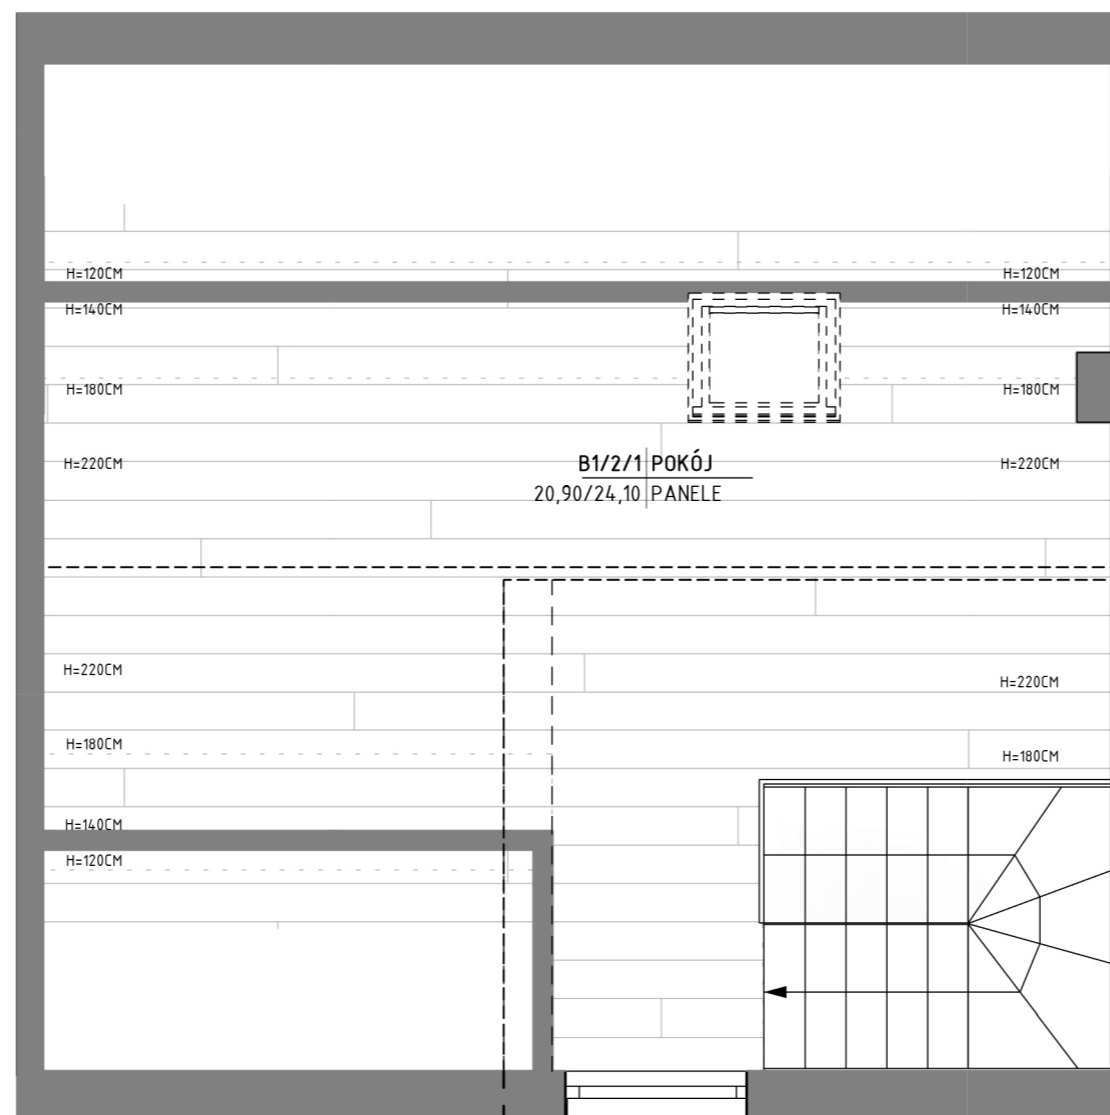 H=120CM H=120CM
H=140CM H=140CM
H=180CM H=180CM
H=220CM H=220CM
B1/2/1 POKÓJ
20,90/24,10 PANELE
H=220CM H=220CM
H=180CM H=180CM
H=140CM
H=120CM